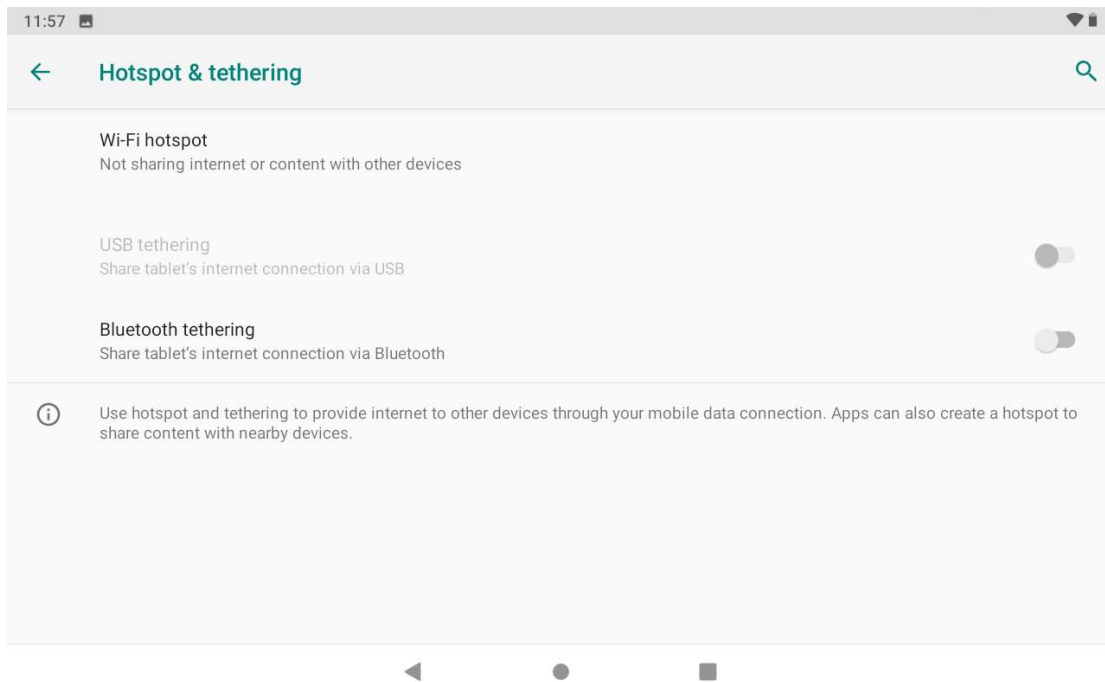 11:57
Hotspot & tethering
Wi-Fi hotspot
Not sharing internet or content with other devices
USB tethering
Share tablet's internet connection via USB
Bluetooth tethering
Share tablet's internet connection via Bluetooth
Use hotspot and tethering to provide internet to other devices through your mobile data connection. Apps can also create a hotspot to
share content with nearby devices.